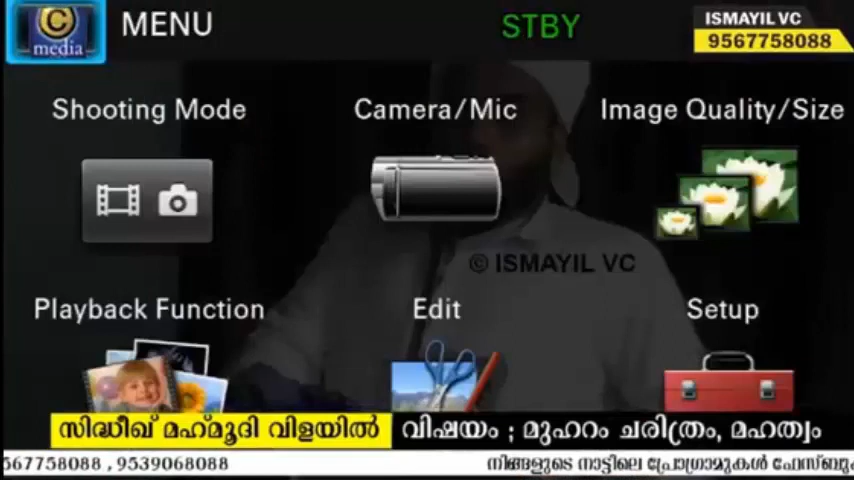 C
media
MENU
STBY
ISMAYIL VC
9567758088
Shooting Mode
Camera/Mic
Image Quality/Size
© ISMAYIL VC
Playback Function
Edit
Setup
സിദ്ധീഖ് മഹ്മൂദി വിളയിൽ
വിഷയം ; മുഹറം ചരിത്രം, മഹത്വം
567758088 , 9539068088
നിങ്ങളുടെ നാട്ടിലെ പ്രോഗ്രാമുകൾ